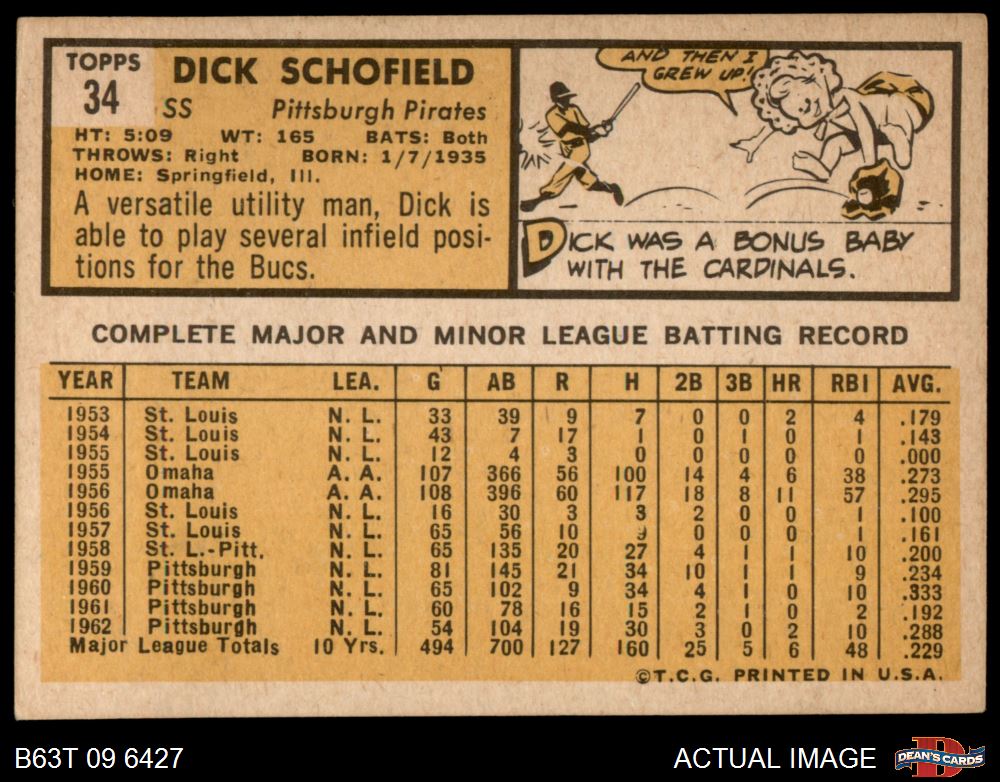 TOPPS
34
DICK SCHOFIELD
SS Pittsburgh Pirates
HT: 5:09 WT: 165 BATS: Both
THROWS: Right BORN: 1/7/1935
HOME: Springfield, Ill.
A versatile utility man, Dick is
able to play several infield posi-
tions for the Bucs.
AND THEN I
GREW UP!
DICK WAS A BONUS BABY
WITH THE CARDINALS.
COMPLETE MAJOR AND MINOR LEAGUE BATTING RECORD
YEAR TEAM LEA. G AB R H 2B 3B HR RBI AVG.
1953 St. Louis N. L. 33 39 9 7 0 0 2 4 .179
1954 St. Louis N. L. 43 7 17 1 0 1 0 1 .143
1955 St. Louis N. L. 12 4 3 0 0 0 0 0 .000
1955 Omaha A. A. 107 366 56 100 14 4 6 38 .273
1956 Omaha A. A. 108 396 60 117 18 8 11 57 .295
1956 St. Louis N. L. 16 30 3 3 2 0 0 1 .100
1957 St. Louis N. L. 65 56 10 9 0 0 0 1 .161
1958 St. L.-Pitt. N. L. 65 135 20 27 4 1 1 10 .200
1959 Pittsburgh N. L. 81 145 21 34 10 1 1 9 .234
1960 Pittsburgh N. L. 65 102 9 34 4 1 0 10 .333
1961 Pittsburgh N. L. 60 78 16 15 2 1 0 2 .192
1962 Pittsburgh N. L. 54 104 19 30 3 0 2 10 .288
Major League Totals 10 Yrs. 494 700 127 160 25 5 6 48 .229
©T.C.G. PRINTED IN U.S.A.
B63T 09 6427
ACTUAL IMAGE
D
DEAN'S CARDS